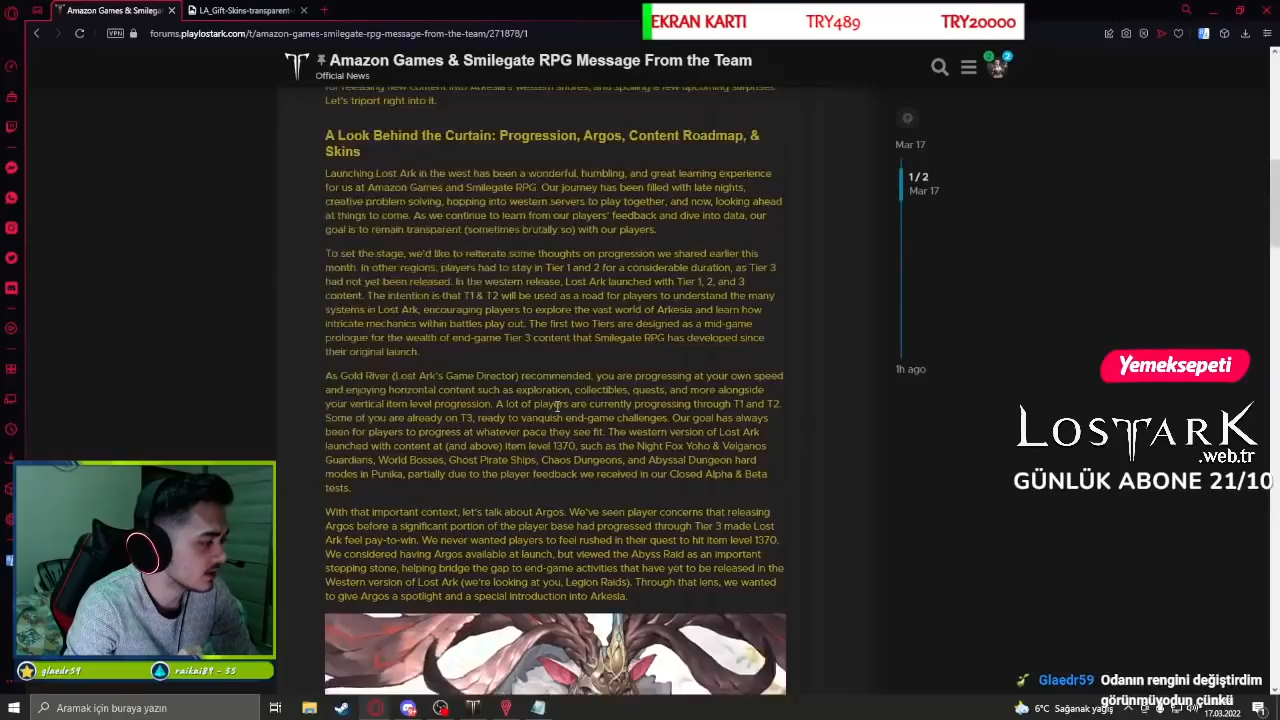 Amazon Games & Smilega
LA_Gift-Skins-transparent-
EKRAN KARTI TRY489 TRY20000
VPN
ms.playlostark.com/t/amazon-games-smilegate-rpg-message-from-the-team/271878/1
Amazon Games & Smilegate RPG Message From the Team
Official News
2 2
for releasing new content into Arkesia's Western shores, and spoiling a few upcoming surprises.
Let's triport right into it.
A Look Behind the Curtain: Progression, Argos, Content Roadmap, &
Skins
Launching Lost Ark in the west has been a wonderful, humbling, and great learning experience
for us at Amazon Games and Smilegate RPG. Our journey has been filled with late nights,
creative problem solving, hopping into western servers to play together, and now, looking ahead
at things to come. As we continue to learn from our players' feedback and dive into data, our
goal is to remain transparent (sometimes brutally so) with our players.
To set the stage, we'd like to reiterate some thoughts on progression we shared earlier this
month. In other regions, players had to stay in Tier 1 and 2 for a considerable duration, as Tier 3
had not yet been released. In the western release, Lost Ark launched with Tier 1, 2, and 3
content. The intention is that T1 & T2 will be used as a road for players to understand the many
systems in Lost Ark, encouraging players to explore the vast world of Arkesia and learn how
intricate mechanics within battles play out. The first two Tiers are designed as a mid-game
prologue for the wealth of end-game Tier 3 content that Smilegate RPG has developed since
their original launch.
As Gold River (Lost Ark's Game Director) recommended, you are progressing at your own speed
and enjoying horizontal content such as exploration, collectibles, quests, and more alongside
your vertical item level progression. A lot of players are currently progressing through T1 and T2.
Some of you are already on T3, ready to vanquish end-game challenges. Our goal has always
been for players to progress at whatever pace they see fit. The western version of Lost Ark
launched with content at (and above) item level 1370, such as the Night Fox Yoho & Velganos
Guardians, World Bosses, Ghost Pirate Ships, Chaos Dungeons, and Abyssal Dungeon hard
modes in Punika, partially due to the player feedback we received in our Closed Alpha & Beta
tests.
With that important context, let's talk about Argos. We've seen player concerns that releasing
Argos before a significant portion of the player base had progressed through Tier 3 made Lost
Ark feel pay-to-win. We never wanted players to feel rushed in their quest to hit item level 1370.
We considered having Argos available at launch, but viewed the Abyss Raid as an important
stepping stone, helping bridge the gap to end-game activities that have yet to be released in the
Western version of Lost Ark (we're looking at you, Legion Raids). Through that lens, we wanted
to give Argos a spotlight and a special introduction into Arkesia.
Mar 17
1 / 2
Mar 17
1h ago
Yemeksepeti
LOSTARK
.web.tr
GÜNLÜK ABONE 21/10
glaedr59
raikai89 - 35
Glaedr59 Odanın rengini değiştirdim
görünmüyodun çünkü
Aramak için buraya yazın
6°C Sağanak
17.03.2022